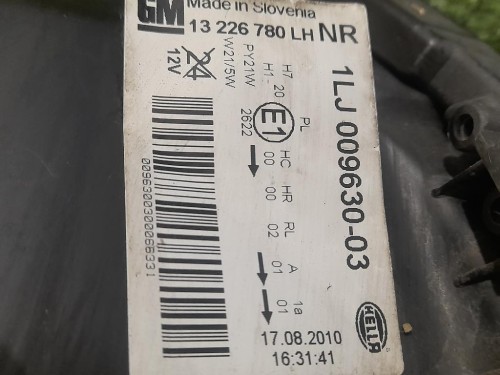 GM Made in Slovenia
13 226 780 LH NR
1LJ 009630-03
24
12V
H7 20
H1
PY21W
W21/5W
E1
2622
PL
HC HR RL A 1a
00 00 02 01 01
00963000300066331
17.08.2010
16:31:41
HELLA